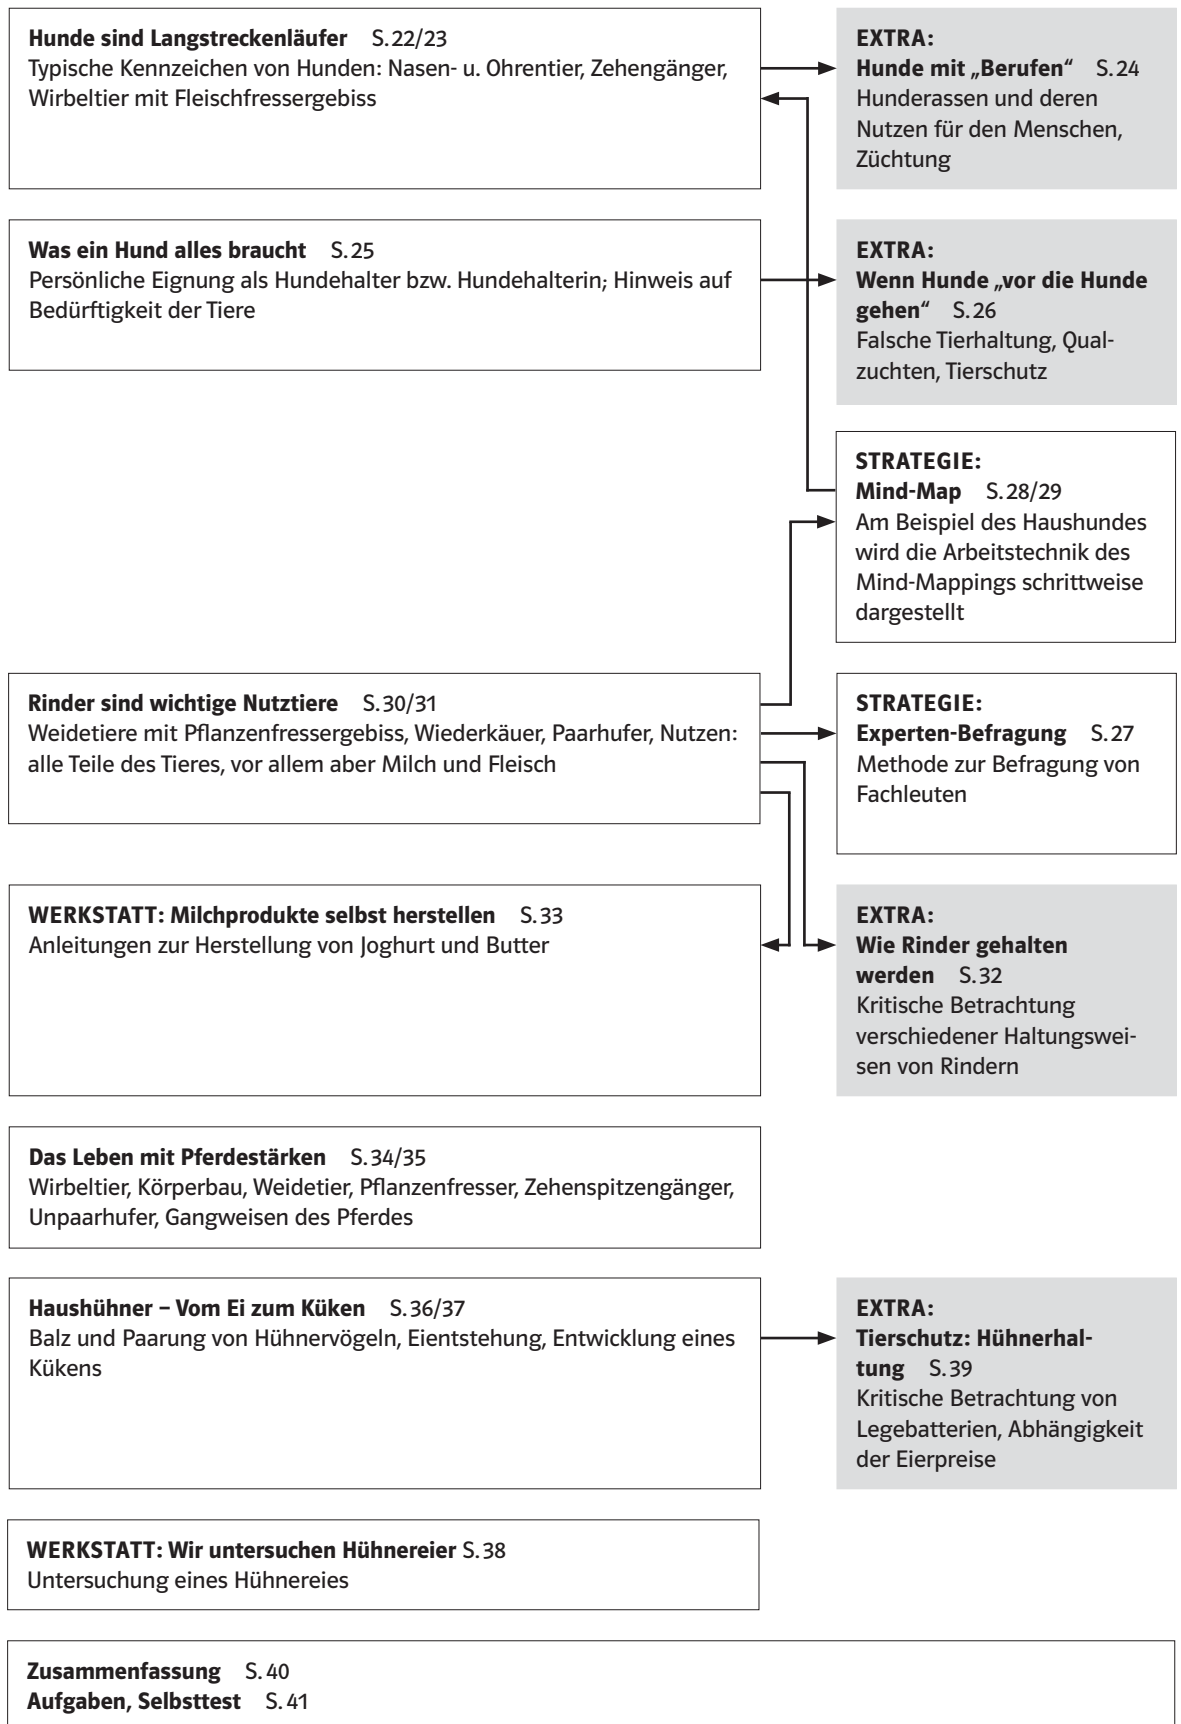 Hunde sind Langstreckenläufer S. 22/23
Typische Kennzeichen von Hunden: Nasen- u. Ohrentier, Zehengänger,
Wirbeltier mit Fleischfressergebiss
EXTRA:
Hunde mit „Berufen“ S. 24
Hunderassen und deren
Nutzen für den Menschen,
Züchtung
Was ein Hund alles braucht S. 25
Persönliche Eignung als Hundehalter bzw. Hundehalterin; Hinweis auf
Bedürftigkeit der Tiere
EXTRA:
Wenn Hunde „vor die Hunde
gehen“ S. 26
Falsche Tierhaltung, Qual-
zuchten, Tierschutz
STRATEGIE:
Mind-Map S. 28/29
Am Beispiel des Haushundes
wird die Arbeitstechnik des
Mind-Mappings schrittweise
dargestellt
Rinder sind wichtige Nutztiere S. 30/31
Weidetiere mit Pflanzenfressergebiss, Wiederkäuer, Paarhufer, Nutzen:
alle Teile des Tieres, vor allem aber Milch und Fleisch
STRATEGIE:
Experten-Befragung S. 27
Methode zur Befragung von
Fachleuten
WERKSTATT: Milchprodukte selbst herstellen S. 33
Anleitungen zur Herstellung von Joghurt und Butter
EXTRA:
Wie Rinder gehalten
werden S. 32
Kritische Betrachtung
verschiedener Haltungswei-
sen von Rindern
Das Leben mit Pferdestärken S. 34/35
Wirbeltier, Körperbau, Weidetier, Pflanzenfresser, Zehenspitzengänger,
Unpaarhufer, Gangweisen des Pferdes
Haushühner – Vom Ei zum Küken S. 36/37
Balz und Paarung von Hühnervögeln, Eientstehung, Entwicklung eines
Kükens
EXTRA:
Tierschutz: Hühnerhal-
tung S. 39
Kritische Betrachtung von
Legebatterien, Abhängigkeit
der Eierpreise
WERKSTATT: Wir untersuchen Hühnereier S. 38
Untersuchung eines Hühnereies
Zusammenfassung S. 40
Aufgaben, Selbsttest S. 41